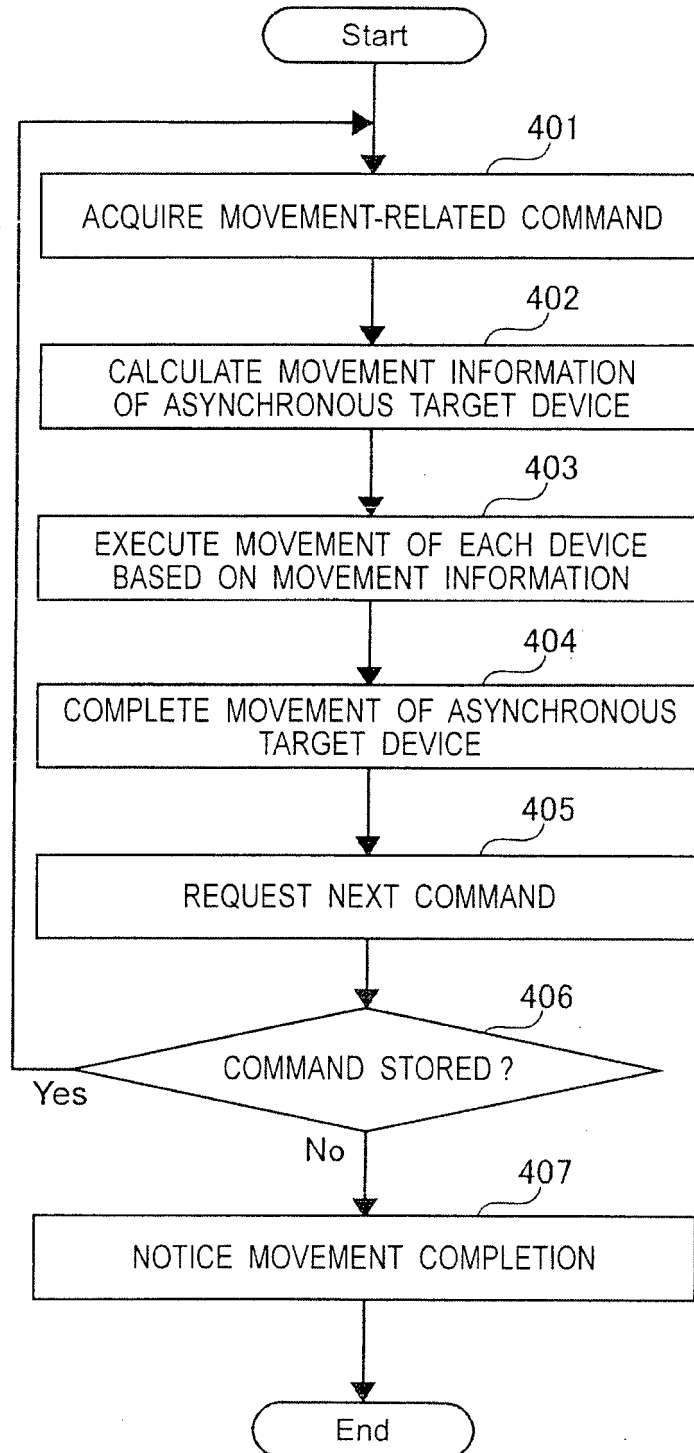 Start
401
ACQUIRE MOVEMENT-RELATED COMMAND
402
CALCULATE MOVEMENT INFORMATION
OF ASYNCHRONOUS TARGET DEVICE
403
EXECUTE MOVEMENT OF EACH DEVICE
BASED ON MOVEMENT INFORMATION
404
COMPLETE MOVEMENT OF ASYNCHRONOUS
TARGET DEVICE
405
REQUEST NEXT COMMAND
406
COMMAND STORED?
Yes
No
407
NOTICE MOVEMENT COMPLETION
End